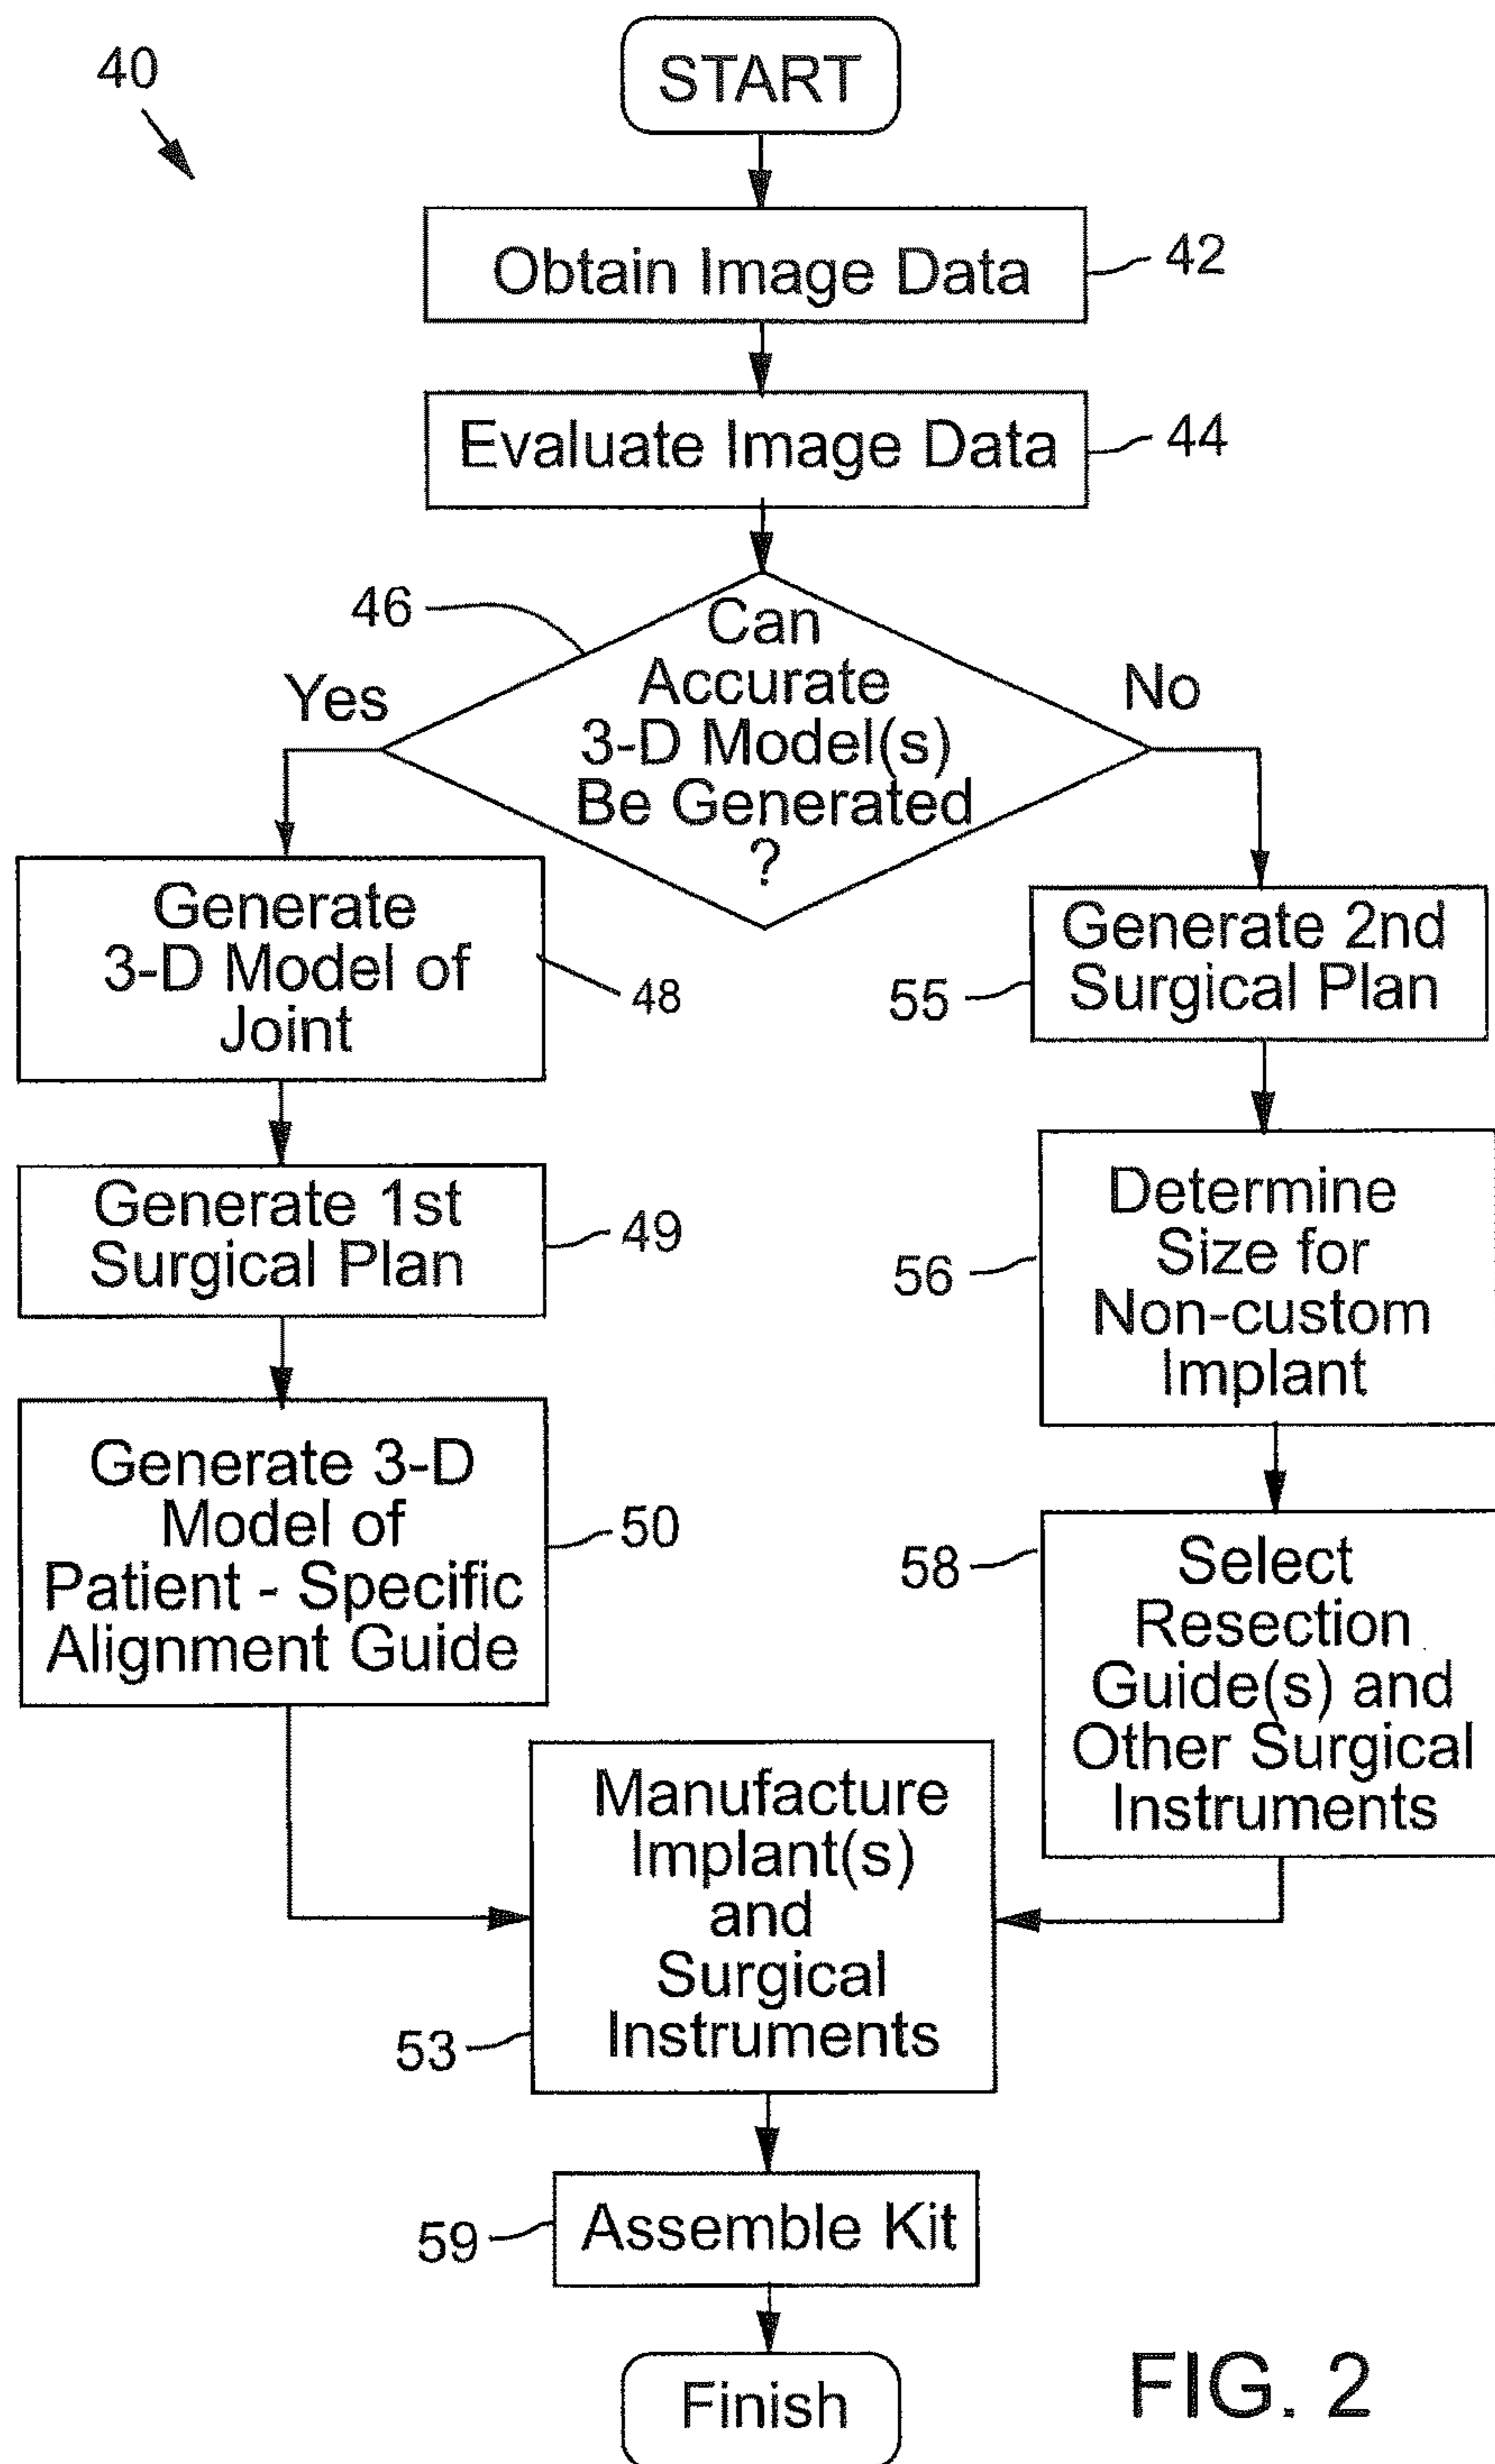 40
START
Obtain Image Data
42
Evaluate Image Data
44
46
Can
Accurate
3-D Model(s)
Be Generated
?
Yes
No
Generate
3-D Model of
Joint
48
Generate 1st
Surgical Plan
49
Generate 3-D
Model of
Patient - Specific
Alignment Guide
50
Generate 2nd
Surgical Plan
55
Determine
Size for
Non-custom
Implant
56
Select
Resection
Guide(s) and
Other Surgical
Instruments
58
Manufacture
Implant(s)
and
Surgical
Instruments
53
Assemble Kit
59
Finish
FIG. 2